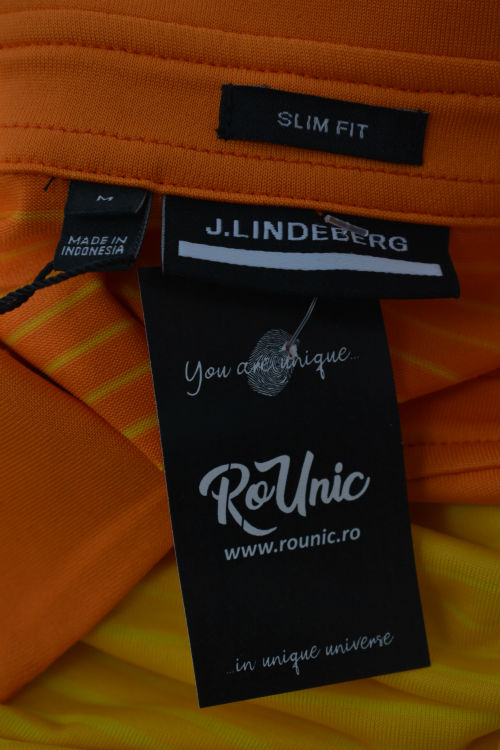 SLIM FIT
M
MADE IN
INDONESIA
J.LINDEBERG
You are unique...
RoUnic
www.rounic.ro
...in unique universe